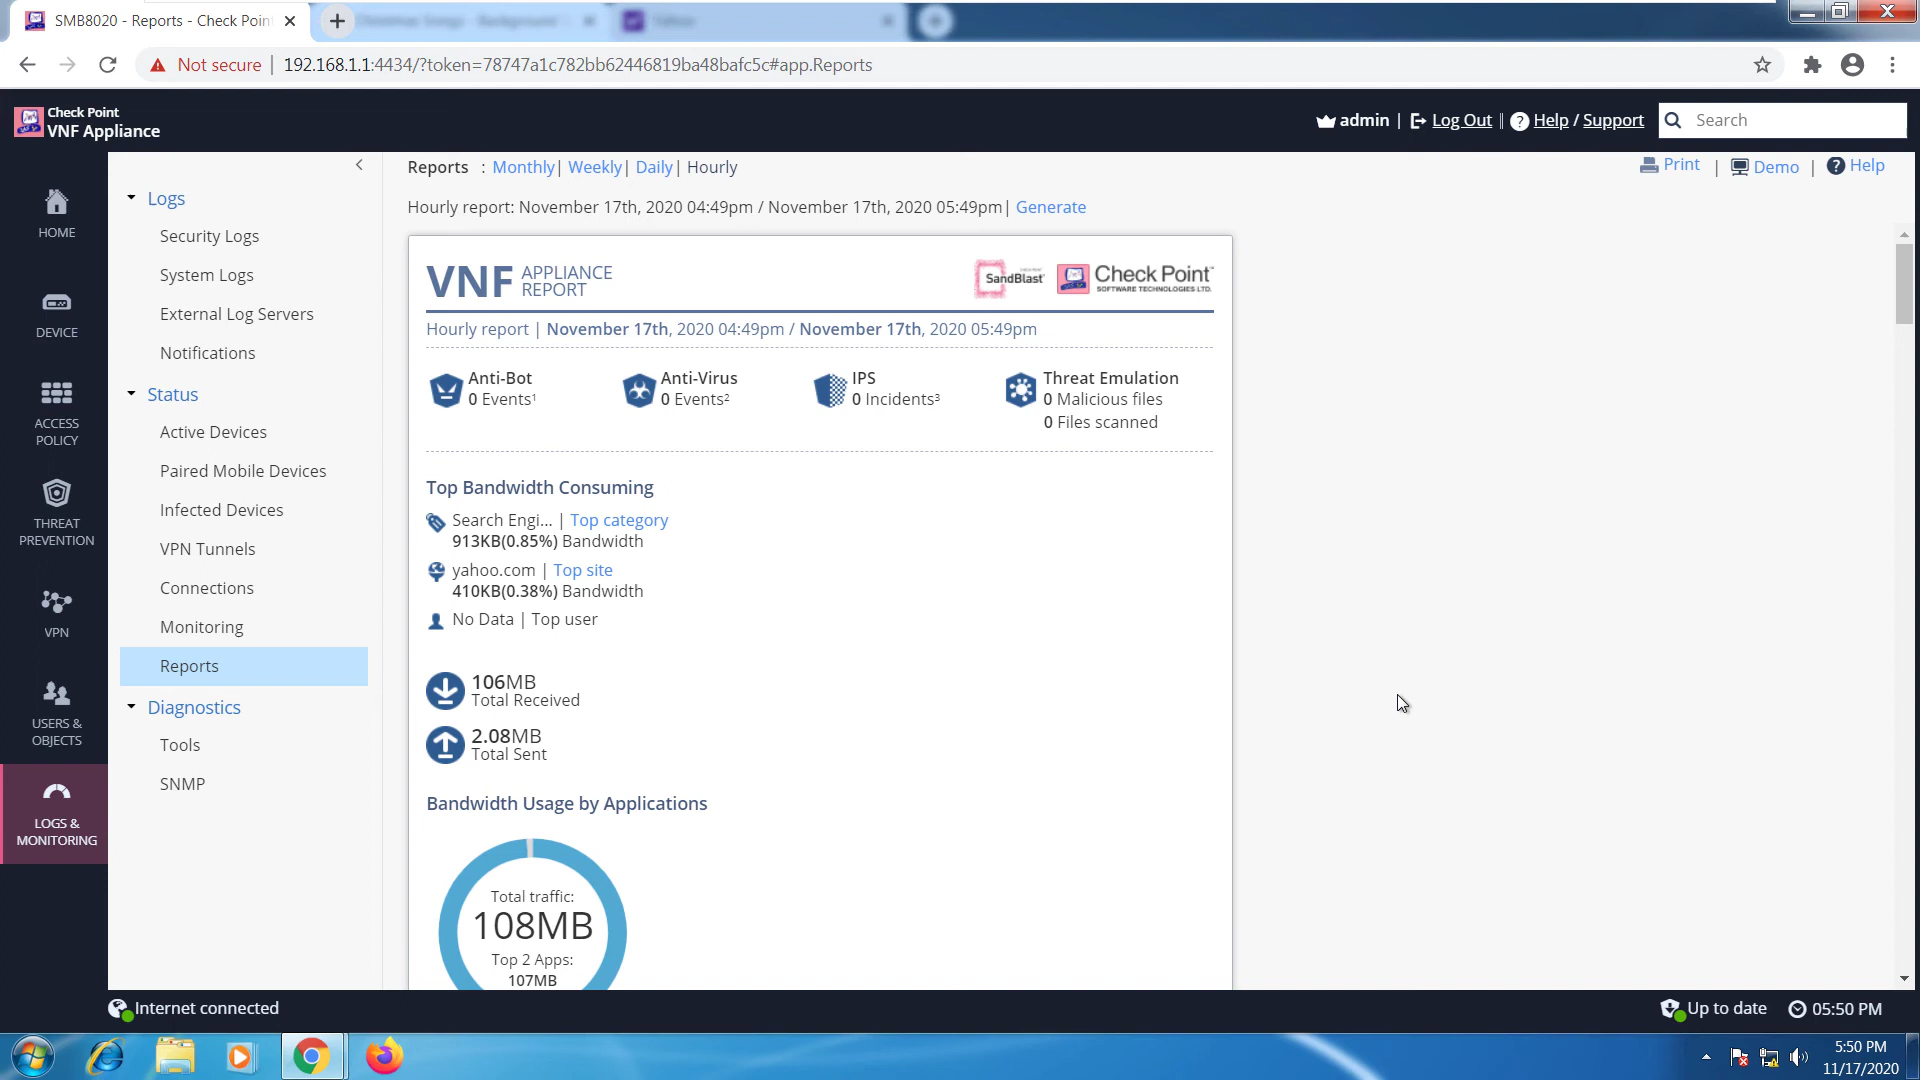 SMB8020 - Reports - Check Poin
Christmas Songs - Background
Yahoo
Not secure | 192.168.1.1:4434/?token=78747a1c782bb62446819ba48bafc5c#app.Reports
Check Point
VNF Appliance
admin | Log Out | Help / Support
Search
HOME
DEVICE
ACCESS
POLICY
THREAT
PREVENTION
VPN
USERS &
OBJECTS
LOGS &
MONITORING
Logs
Security Logs
System Logs
External Log Servers
Notifications
Status
Active Devices
Paired Mobile Devices
Infected Devices
VPN Tunnels
Connections
Monitoring
Reports
Diagnostics
Tools
SNMP
Reports : Monthly| Weekly| Daily| Hourly
Print | Demo | Help
Hourly report: November 17th, 2020 04:49pm / November 17th, 2020 05:49pm| Generate
VNF APPLIANCE
REPORT
CHECK POINT
SandBlast
Check Point
SOFTWARE TECHNOLOGIES LTD.
Hourly report | November 17th, 2020 04:49pm / November 17th, 2020 05:49pm
Anti-Bot
0 Events¹
Anti-Virus
0 Events²
IPS
0 Incidents³
Threat Emulation
0 Malicious files
0 Files scanned
Top Bandwidth Consuming
Search Engi... | Top category
913KB(0.85%) Bandwidth
yahoo.com | Top site
410KB(0.38%) Bandwidth
No Data | Top user
106MB
Total Received
2.08MB
Total Sent
Bandwidth Usage by Applications
Total traffic:
108MB
Top 2 Apps:
107MB
Internet connected
Up to date
05:50 PM
5:50 PM
11/17/2020